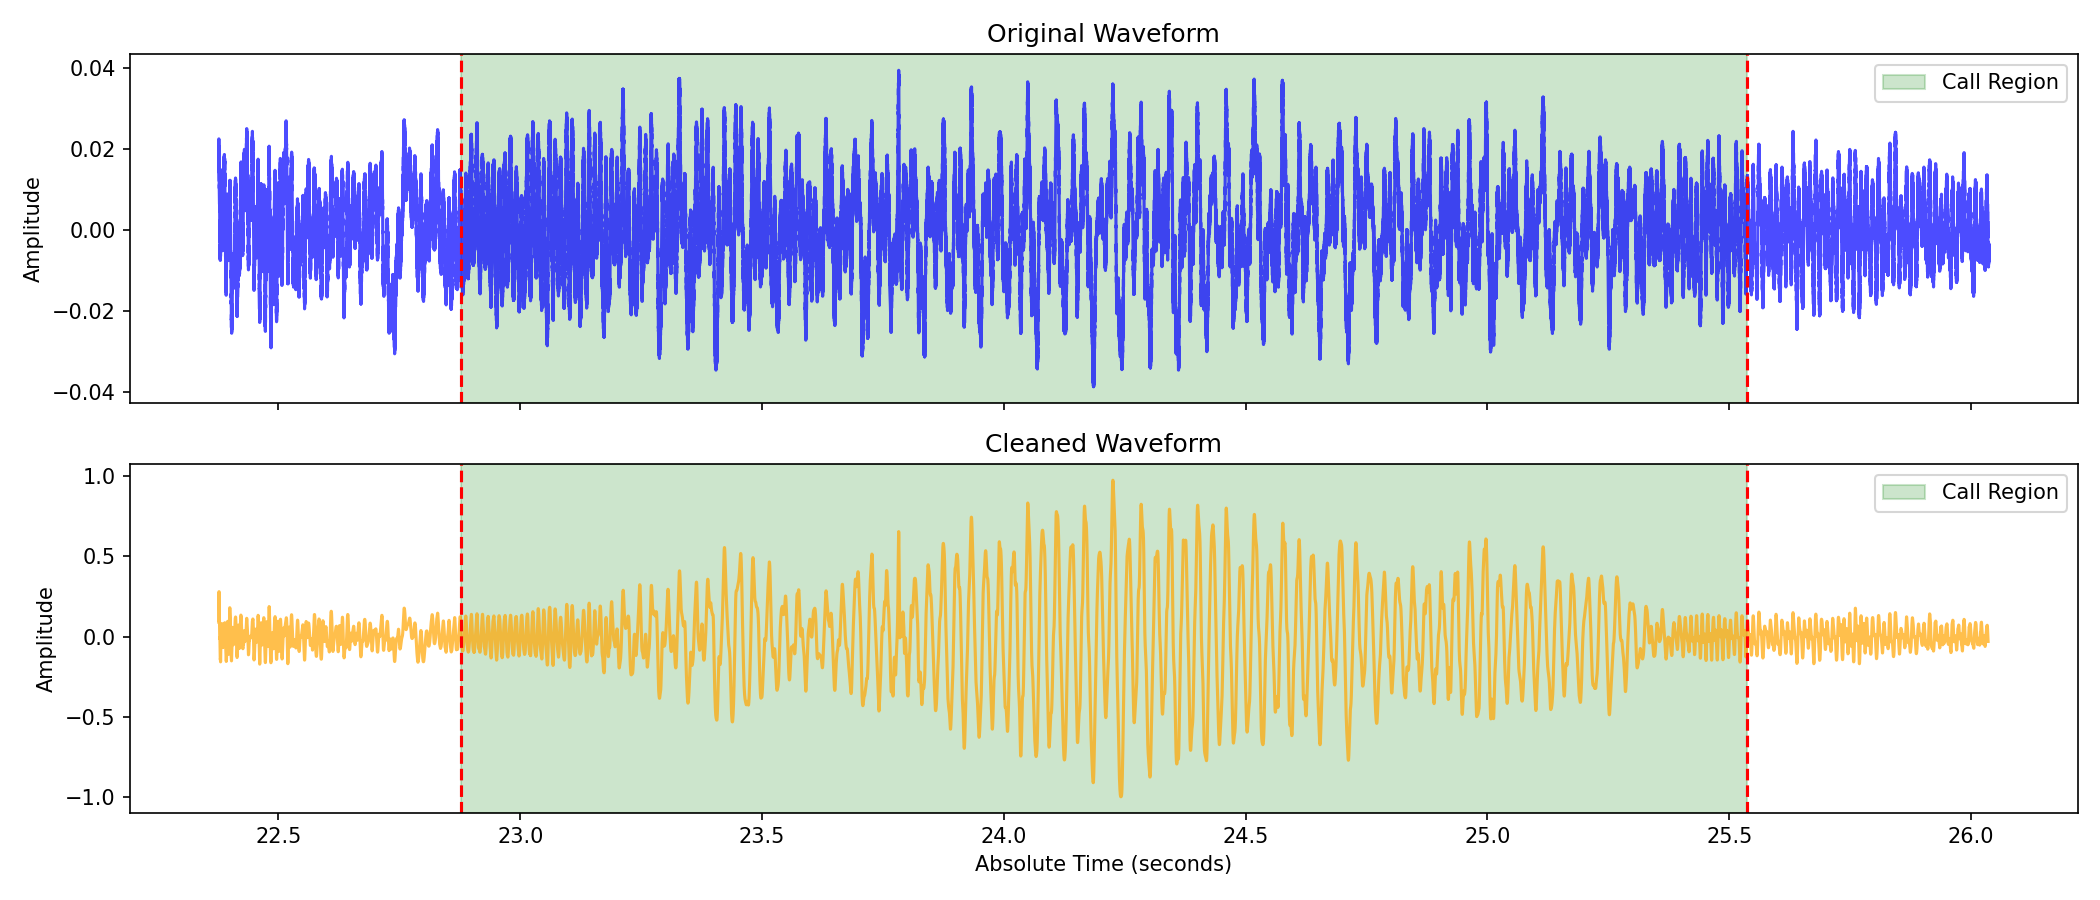 Original Waveform
Amplitude
0.04
0.02
0.00
−0.02
−0.04
Call Region
Cleaned Waveform
Amplitude
1.0
0.5
0.0
−0.5
−1.0
Call Region
22.5 23.0 23.5 24.0 24.5 25.0 25.5 26.0
Absolute Time (seconds)